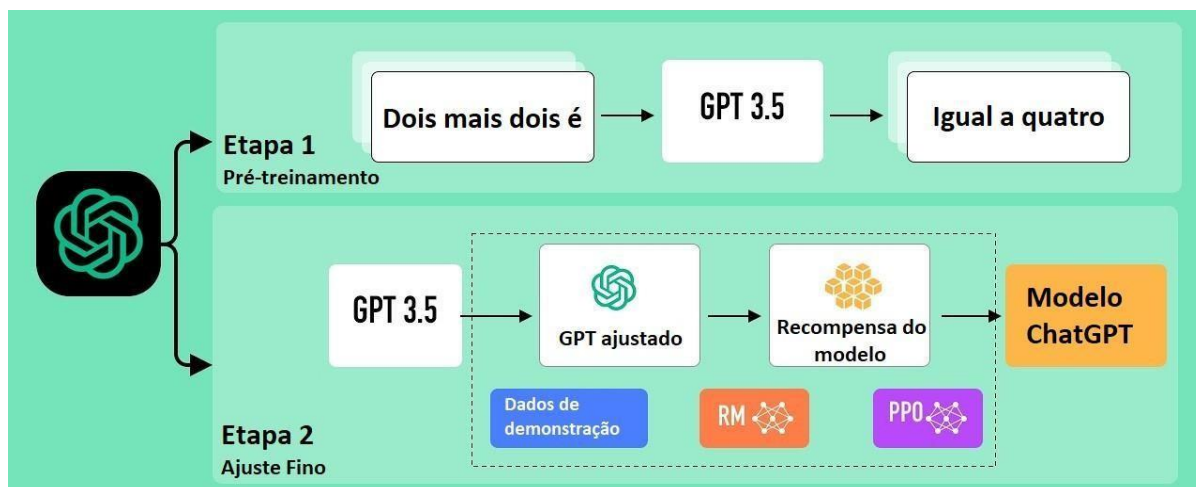 Dois mais dois é
GPT 3.5
Igual a quatro
Etapa 1
Pré-treinamento
GPT 3.5
GPT ajustado
Recompensa do
modelo
Modelo
ChatGPT
Dados de
demonstração
RM
PPO
Etapa 2
Ajuste Fino